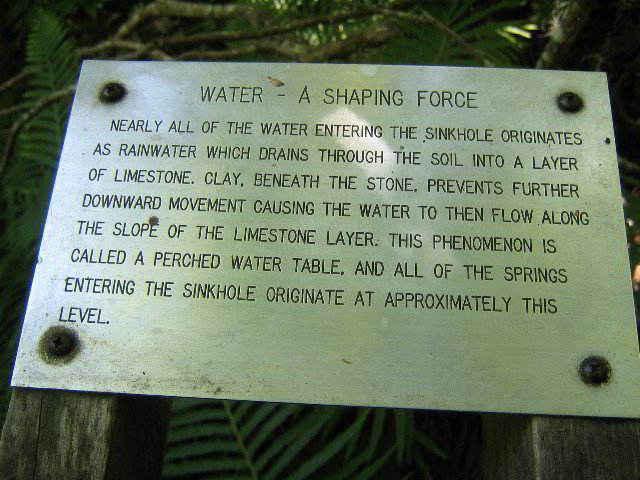 WATER - A SHAPING FORCE
NEARLY ALL OF THE WATER ENTERING THE SINKHOLE ORIGINATES
AS RAINWATER WHICH DRAINS THROUGH THE SOIL INTO A LAYER
OF LIMESTONE. CLAY, BENEATH THE STONE, PREVENTS FURTHER
DOWNWARD MOVEMENT CAUSING THE WATER TO THEN FLOW ALONG
THE SLOPE OF THE LIMESTONE LAYER. THIS PHENOMENON IS
CALLED A PERCHED WATER TABLE, AND ALL OF THE SPRINGS
ENTERING THE SINKHOLE ORIGINATE AT APPROXIMATELY THIS
LEVEL.